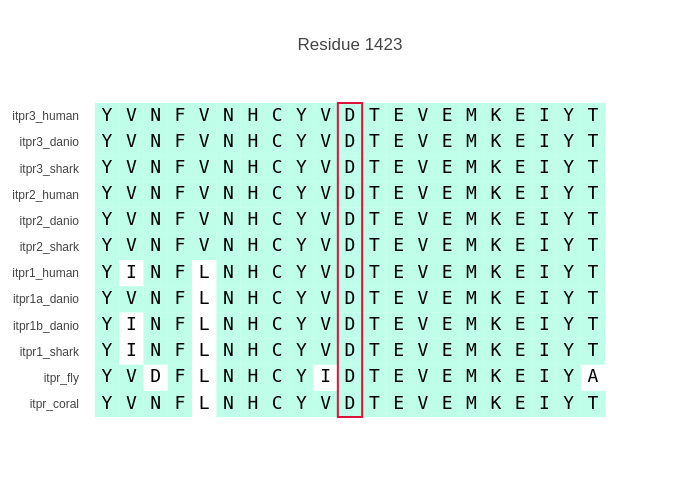 Residue 1423
itpr3_human Y V N F V N H C Y V D T E V E M K E I Y T
itpr3_danio Y V N F V N H C Y V D T E V E M K E I Y T
itpr3_shark Y V N F V N H C Y V D T E V E M K E I Y T
itpr2_human Y V N F V N H C Y V D T E V E M K E I Y T
itpr2_danio Y V N F V N H C Y V D T E V E M K E I Y T
itpr2_shark Y V N F V N H C Y V D T E V E M K E I Y T
itpr1_human Y I N F L N H C Y V D T E V E M K E I Y T
itpr1a_danio Y V N F L N H C Y V D T E V E M K E I Y T
itpr1b_danio Y I N F L N H C Y V D T E V E M K E I Y T
itpr1_shark Y I N F L N H C Y V D T E V E M K E I Y T
itpr_fly Y V D F L N H C Y I D T E V E M K E I Y A
itpr_coral Y V N F L N H C Y V D T E V E M K E I Y T